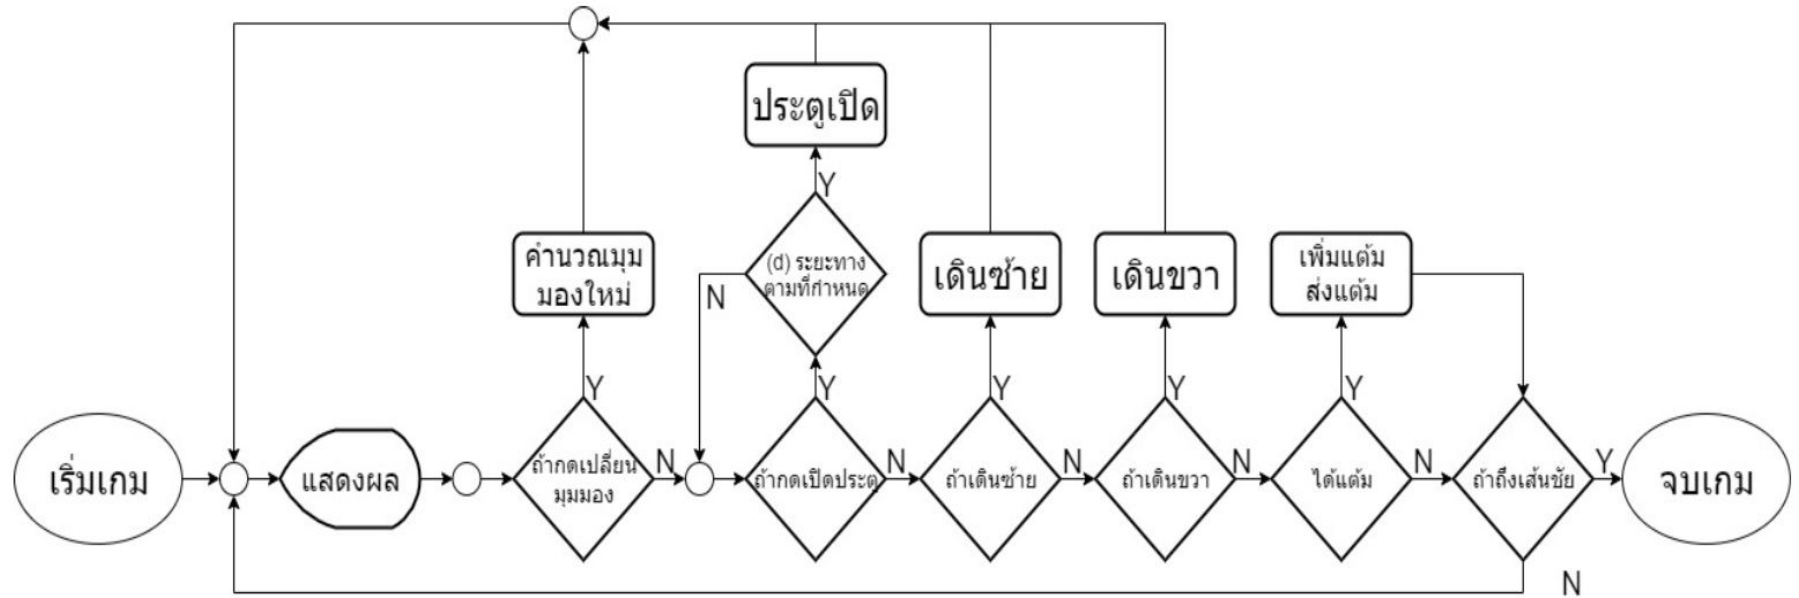 ประตูเปิด
Y
คำนวณมุม
มองใหม่
(d) ระยะทาง
ตามที่กำหนด
N
เดินซ้าย
เดินขวา
เพิ่มแต้ม
ส่งแต้ม
Y
Y
Y
Y
Y
เริ่มเกม
แสดงผล
ถ้ากดเปลี่ยน
มุมมอง
N
ถ้ากดเปิดประตู
N
ถ้าเดินซ้าย
N
ถ้าเดินขวา
N
ได้แต้ม
N
ถ้าถึงเส้นชัย
Y
จบเกม
N